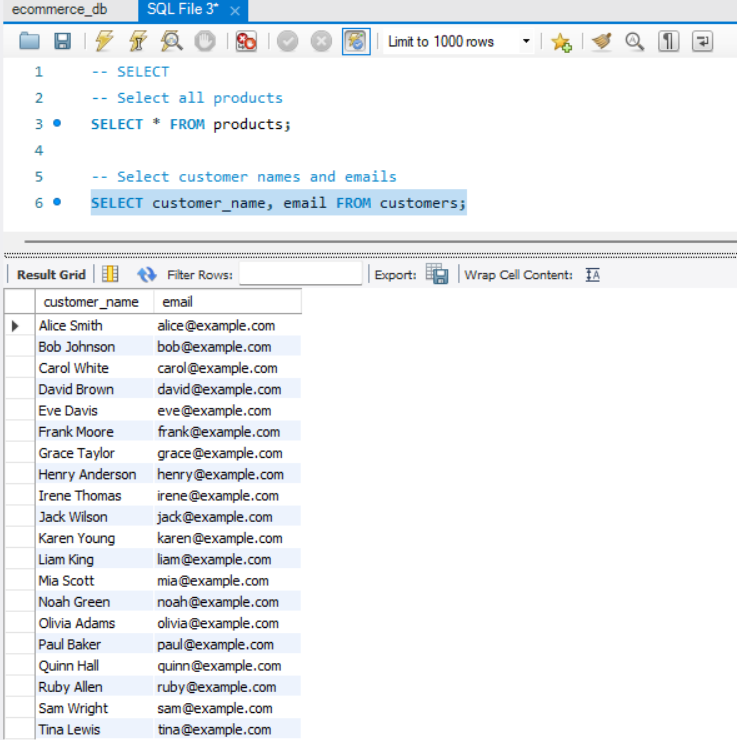 ecommerce_db SQL File 3* ×
Limit to 1000 rows
1 -- SELECT
2 -- Select all products
3 SELECT * FROM products;
4
5 -- Select customer names and emails
6 SELECT customer_name, email FROM customers;
Result Grid Filter Rows: Export: Wrap Cell Content: IA
customer_name email
Alice Smith alice@example.com
Bob Johnson bob@example.com
Carol White carol@example.com
David Brown david@example.com
Eve Davis eve@example.com
Frank Moore frank@example.com
Grace Taylor grace@example.com
Henry Anderson henry@example.com
Irene Thomas irene@example.com
Jack Wilson jack@example.com
Karen Young karen@example.com
Liam King liam@example.com
Mia Scott mia@example.com
Noah Green noah@example.com
Olivia Adams olivia@example.com
Paul Baker paul@example.com
Quinn Hall quinn@example.com
Ruby Allen ruby@example.com
Sam Wright sam@example.com
Tina Lewis tina@example.com